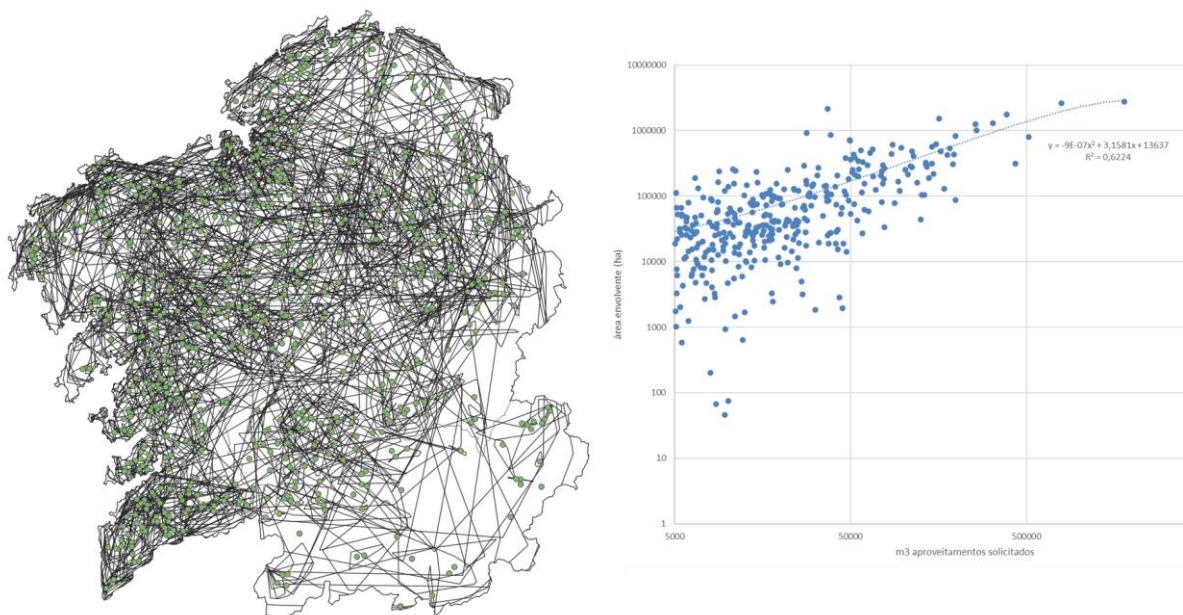 10000000
1000000
100000
10000
1000
100
10
1
área envolvente (ha)
y = -9E-07x² + 3,1581x + 13637
R² = 0,6224
5000
50000
500000
m3 aproveitamentos solicitados